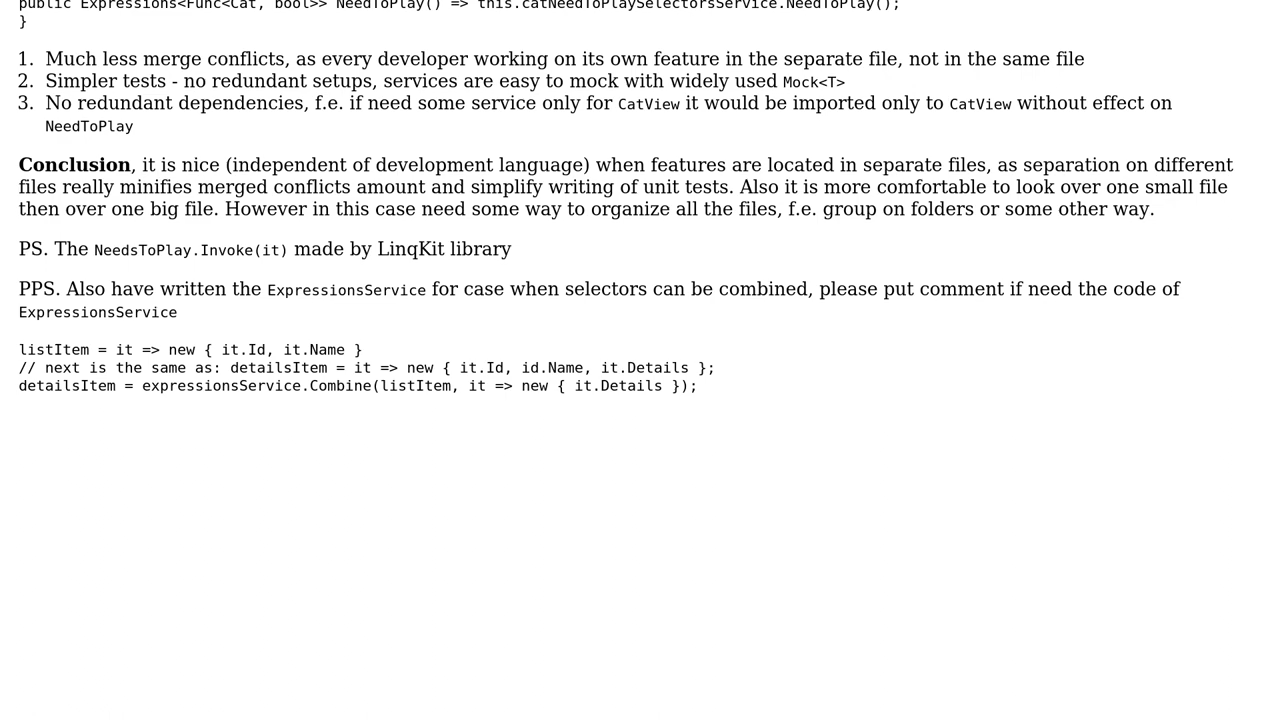 public Expressions<Func<Cat, bool>> NeedToPlay() => this.catNeedToPlaySelectorsService.NeedToPlay();
}
1. Much less merge conflicts, as every developer working on its own feature in the separate file, not in the same file
2. Simpler tests - no redundant setups, services are easy to mock with widely used Mock<T>
3. No redundant dependencies, f.e. if need some service only for CatView it would be imported only to CatView without effect on
NeedToPlay
Conclusion, it is nice (independent of development language) when features are located in separate files, as separation on different
files really minifies merged conflicts amount and simplify writing of unit tests. Also it is more comfortable to look over one small file
then over one big file. However in this case need some way to organize all the files, f.e. group on folders or some other way.
PS. The NeedsToPlay.Invoke(it) made by LinqKit library
PPS. Also have written the ExpressionsService for case when selectors can be combined, please put comment if need the code of
ExpressionsService
listItem = it => new { it.Id, it.Name }
// next is the same as: detailsItem = it => new { it.Id, id.Name, it.Details };
detailsItem = expressionsService.Combine(listItem, it => new { it.Details });